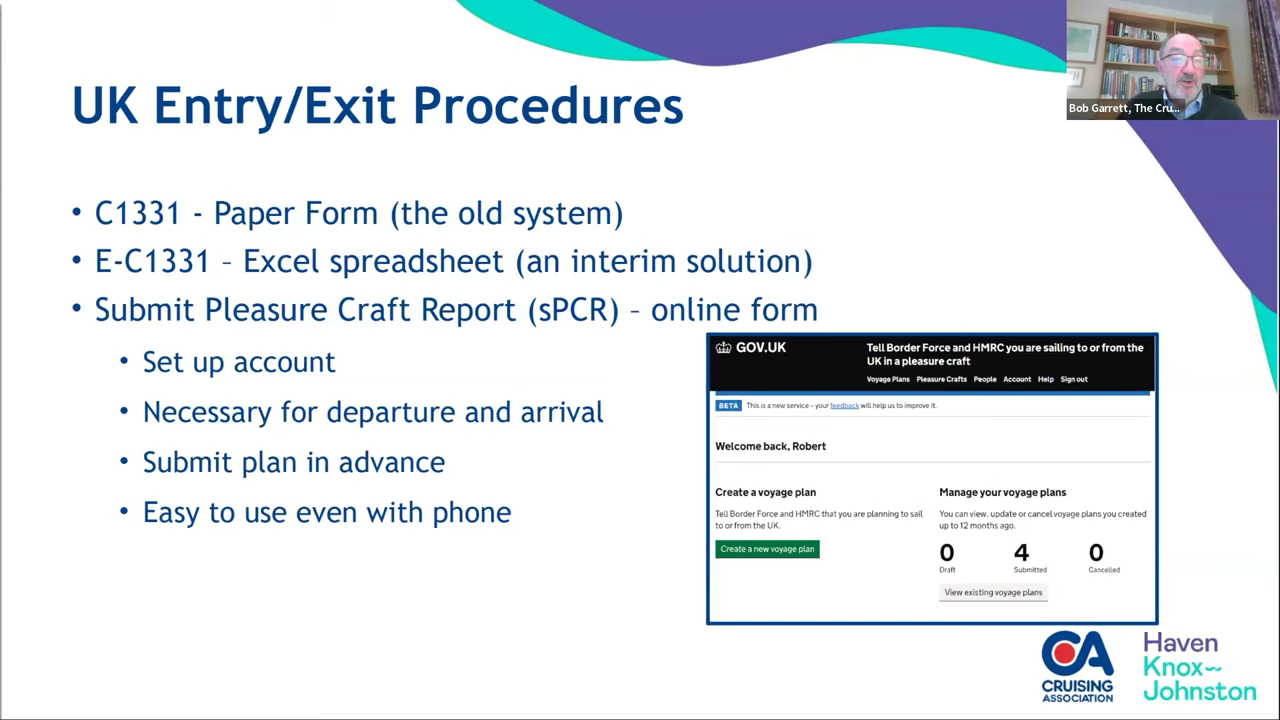 UK Entry/Exit Procedures
Bob Garrett, The Cru...
• C1331 - Paper Form (the old system)
• E-C1331 – Excel spreadsheet (an interim solution)
• Submit Pleasure Craft Report (sPCR) – online form
• Set up account
• Necessary for departure and arrival
• Submit plan in advance
• Easy to use even with phone
GOV.UK
Tell Border Force and HMRC you are sailing to or from the
UK in a pleasure craft
Voyage Plans Pleasure Crafts People Account Help Sign out
BETA This is a new service – your feedback will help us to improve it.
Welcome back, Robert
Create a voyage plan
Tell Border Force and HMRC that you are planning to sail
to or from the UK.
Create a new voyage plan
Manage your voyage plans
You can view, update or cancel voyage plans you created
up to 12 months ago.
0 4 0
Draft Submitted Cancelled
View existing voyage plans
CA
CRUISING
ASSOCIATION
Haven
Knox~
Johnston